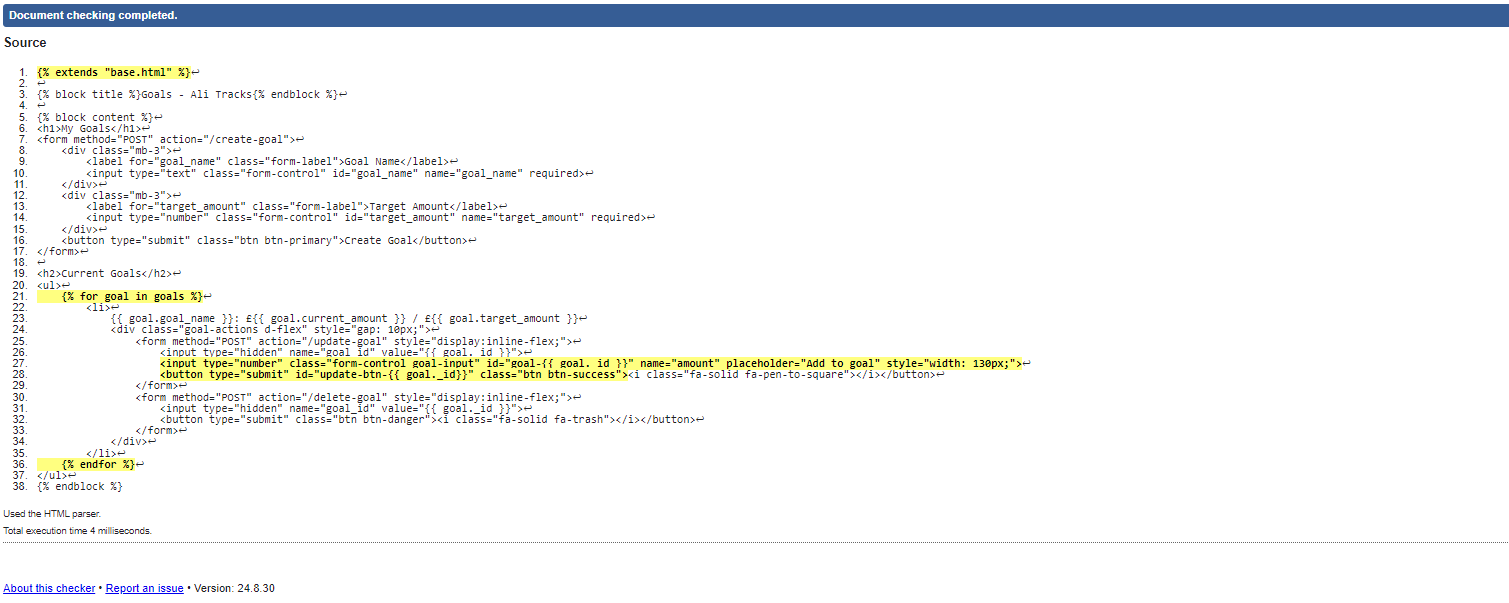 Document checking completed.
Source
1. {% extends "base.html" %}↩
2. ↩
3. {% block title %}Goals - Ali Tracks{% endblock %}↩
4. ↩
5. {% block content %}↩
6. <h1>My Goals</h1>↩
7. <form method="POST" action="/create-goal">↩
8.     <div class="mb-3">↩
9.         <label for="goal_name" class="form-label">Goal Name</label>↩
10.         <input type="text" class="form-control" id="goal_name" name="goal_name" required>↩
11.     </div>↩
12.     <div class="mb-3">↩
13.         <label for="target_amount" class="form-label">Target Amount</label>↩
14.         <input type="number" class="form-control" id="target_amount" name="target_amount" required>↩
15.     </div>↩
16.     <button type="submit" class="btn btn-primary">Create Goal</button>↩
17. </form>↩
18. ↩
19. <h2>Current Goals</h2>↩
20. <ul>↩
21.     {% for goal in goals %}↩
22.         <li>↩
23.             {{ goal.goal_name }}: £{{ goal.current_amount }} / £{{ goal.target_amount }}↩
24.             <div class="goal-actions d-flex" style="gap: 10px;">↩
25.                 <form method="POST" action="/update-goal" style="display:inline-flex;">↩
26.                     <input type="hidden" name="goal_id" value="{{ goal._id }}">↩
27.                     <input type="number" class="form-control goal-input" id="goal-{{ goal._id }}" name="amount" placeholder="Add to goal" style="width: 130px;">↩
28.                     <button type="submit" id="update-btn-{{ goal._id}}" class="btn btn-success"><i class="fa-solid fa-pen-to-square"></i></button>↩
29.                 </form>↩
30.                 <form method="POST" action="/delete-goal" style="display:inline-flex;">↩
31.                     <input type="hidden" name="goal_id" value="{{ goal._id }}">↩
32.                     <button type="submit" class="btn btn-danger"><i class="fa-solid fa-trash"></i></button>↩
33.                 </form>↩
34.             </div>↩
35.         </li>↩
36.     {% endfor %}↩
37. </ul>↩
38. {% endblock %}
Used the HTML parser.
Total execution time 4 milliseconds.
About this checker • Report an issue • Version: 24.8.30